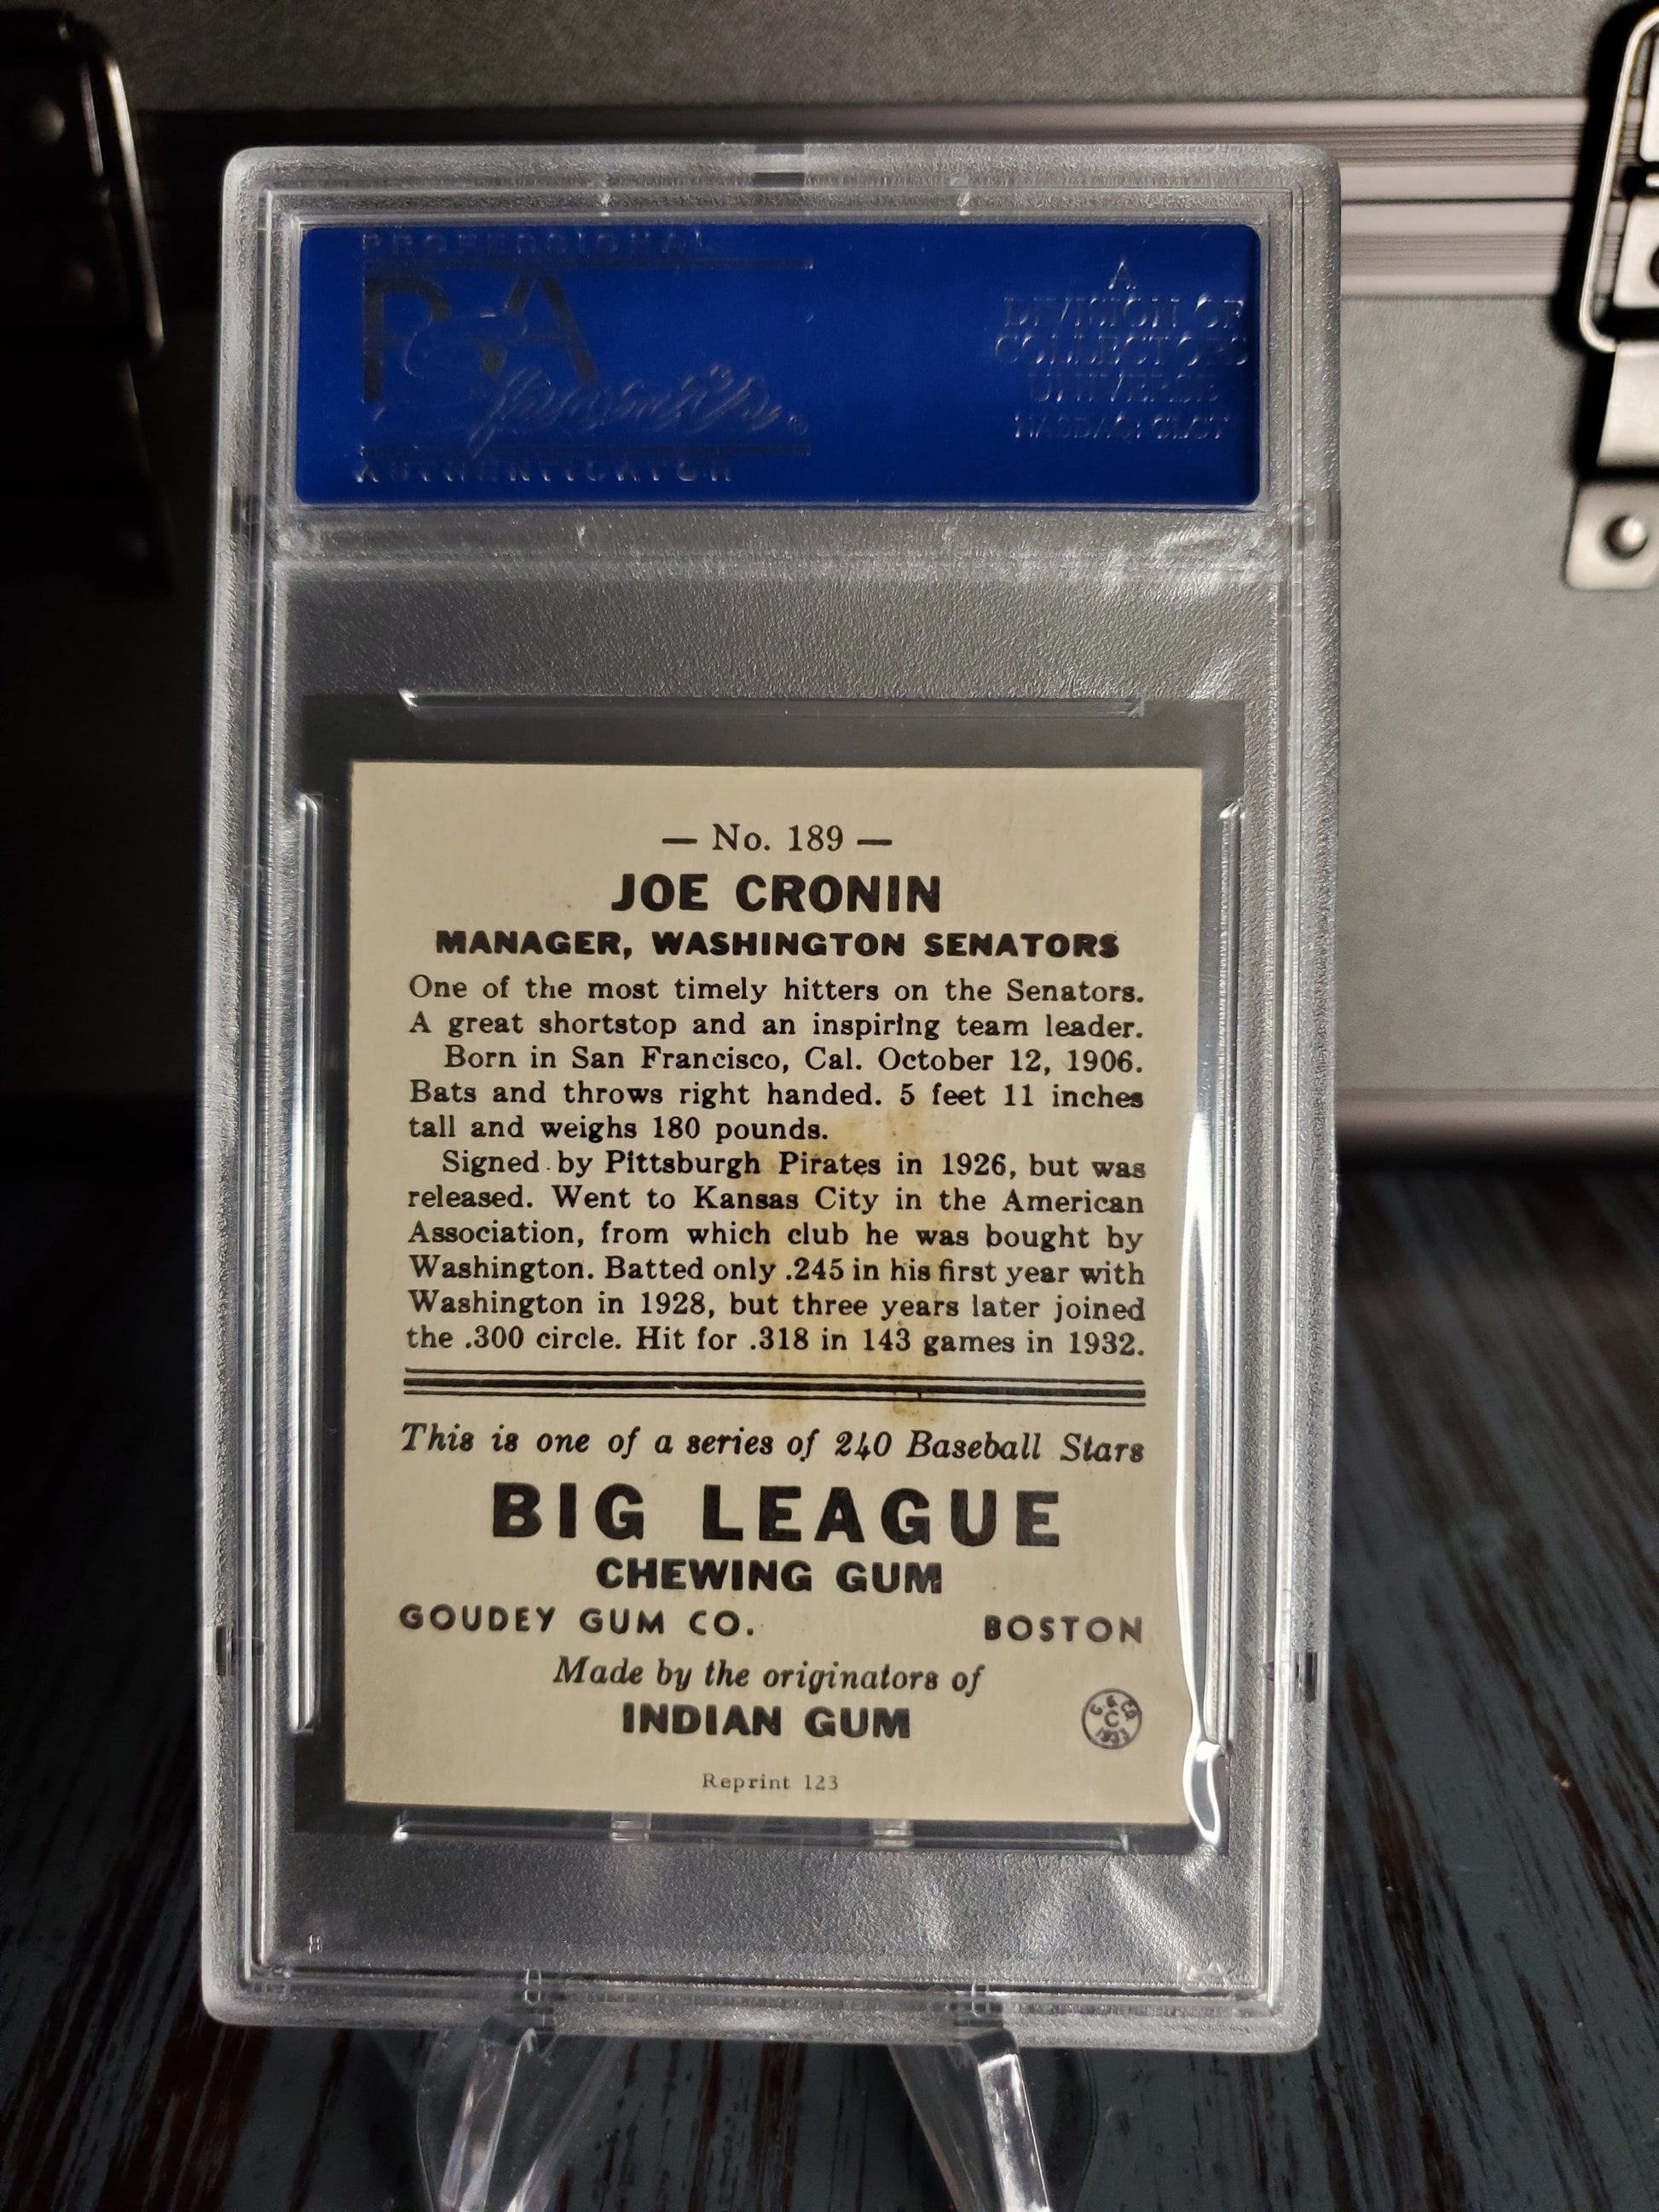 PROFESSIONAL
PSA
AUTHENTICATION
A
DIVISION OF
COLLECTORS
UNIVERSE
NASDAQ: CLCT
— No. 189 —
JOE CRONIN
MANAGER, WASHINGTON SENATORS
One of the most timely hitters on the Senators.
A great shortstop and an inspiring team leader.
Born in San Francisco, Cal. October 12, 1906.
Bats and throws right handed. 5 feet 11 inches
tall and weighs 180 pounds.
Signed by Pittsburgh Pirates in 1926, but was
released. Went to Kansas City in the American
Association, from which club he was bought by
Washington. Batted only .245 in his first year with
Washington in 1928, but three years later joined
the .300 circle. Hit for .318 in 143 games in 1932.
This is one of a series of 240 Baseball Stars
BIG LEAGUE
CHEWING GUM
GOUDEY GUM CO. BOSTON
Made by the originators of
INDIAN GUM
Reprint 123